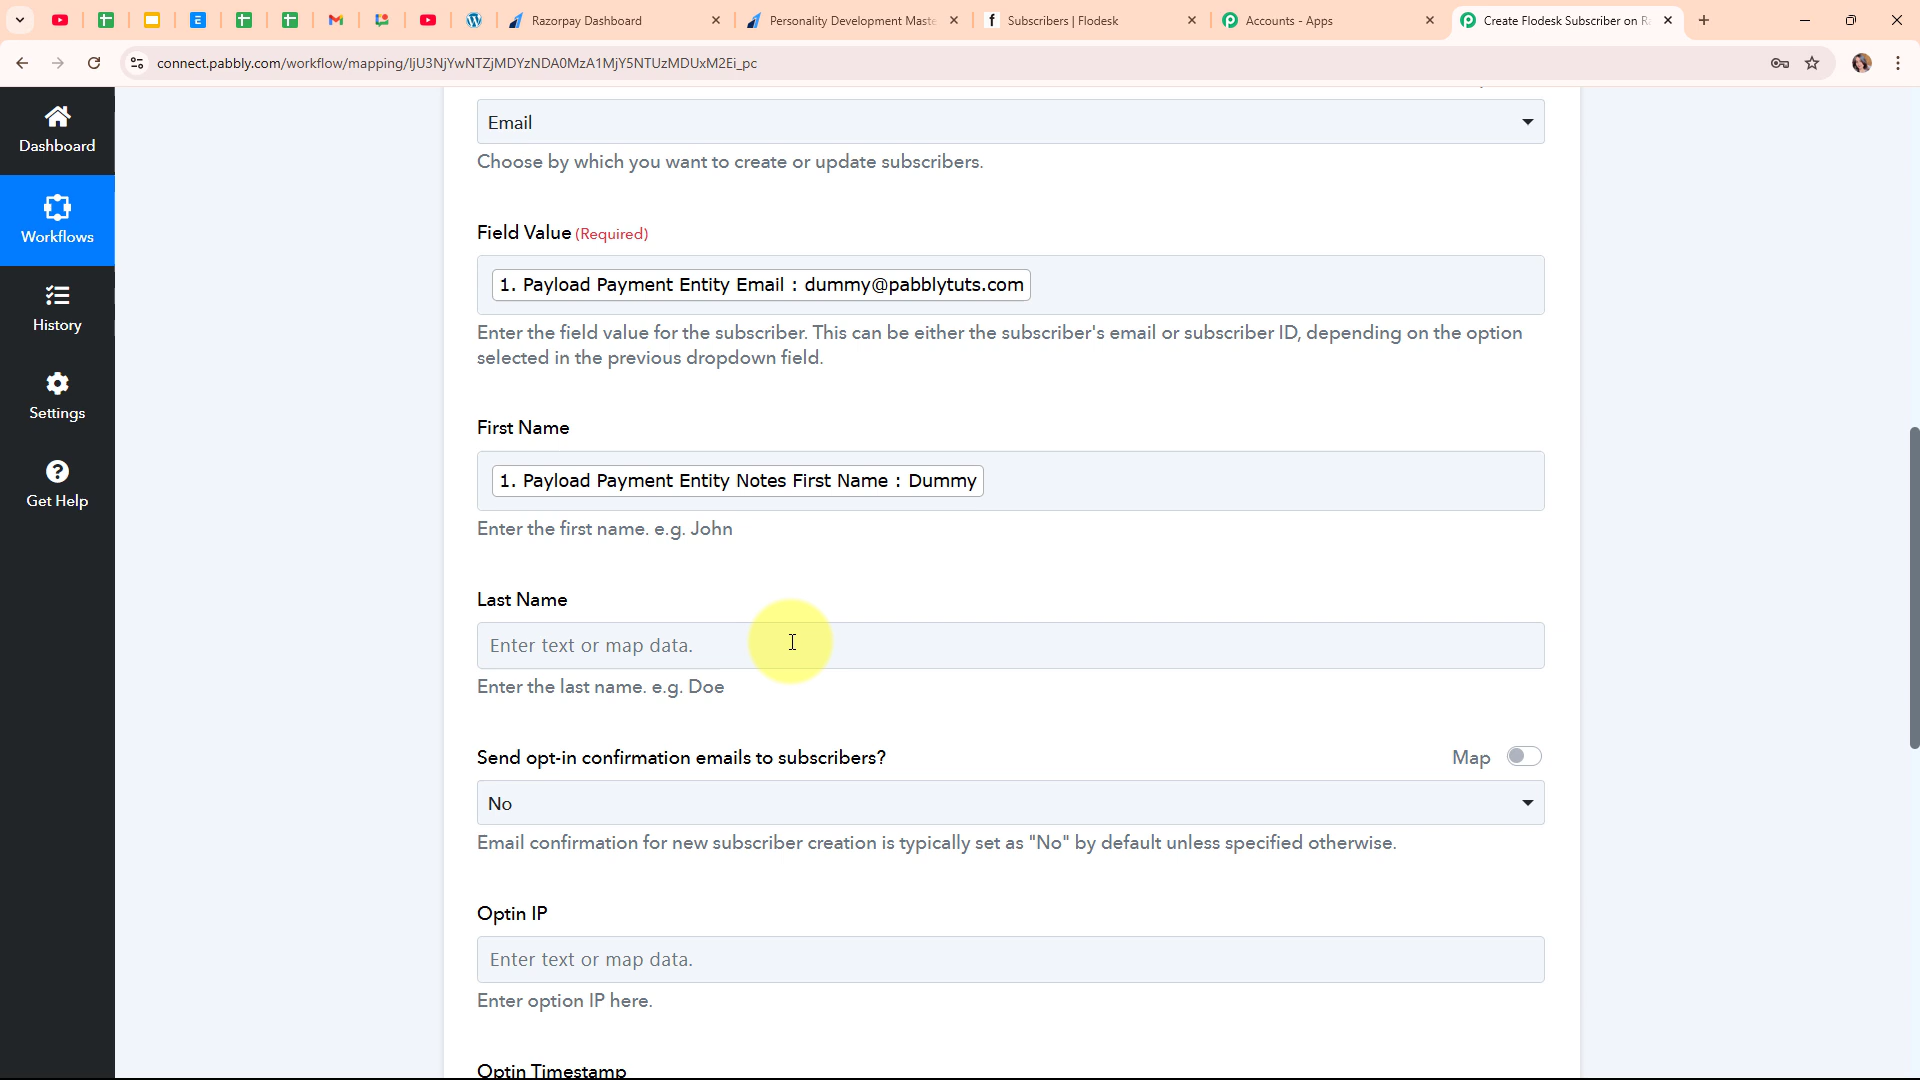 Razorpay Dashboard
Personality Development Maste
Subscribers | Flodesk
Accounts - Apps
Create Flodesk Subscriber on R
connect.pabbly.com/workflow/mapping/IjU3NjYwNTZjMDYzNDA0MzA1MjY5NTUzMDUxM2Ei_pc
Dashboard
Workflows
History
Settings
Get Help
Email
Choose by which you want to create or update subscribers.
Field Value (Required)
1. Payload Payment Entity Email : dummy@pabblytuts.com
Enter the field value for the subscriber. This can be either the subscriber's email or subscriber ID, depending on the option
selected in the previous dropdown field.
First Name
1. Payload Payment Entity Notes First Name : Dummy
Enter the first name. e.g. John
Last Name
Enter text or map data.
Enter the last name. e.g. Doe
Send opt-in confirmation emails to subscribers?
Map
No
Email confirmation for new subscriber creation is typically set as "No" by default unless specified otherwise.
Optin IP
Enter text or map data.
Enter option IP here.
Optin Timestamp